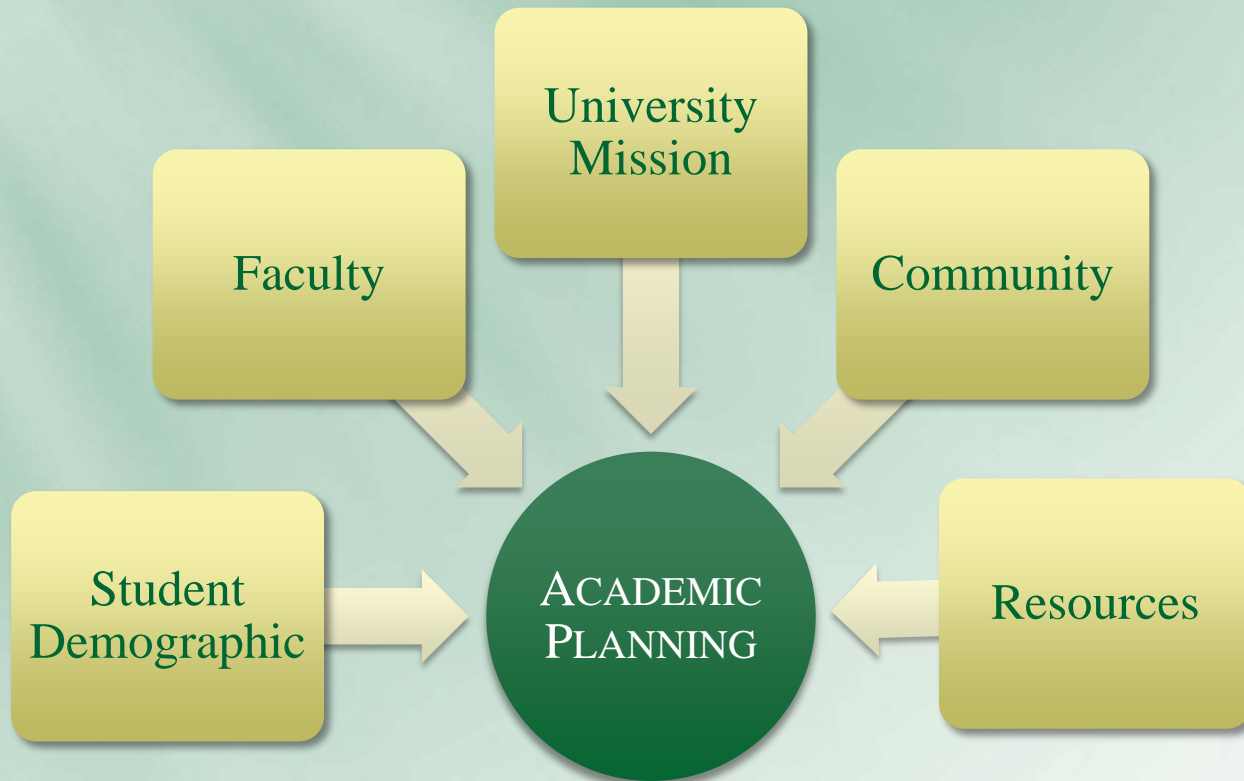 University
Mission
Faculty
Community
Student
Demographic
ACADEMIC
PLANNING
Resources